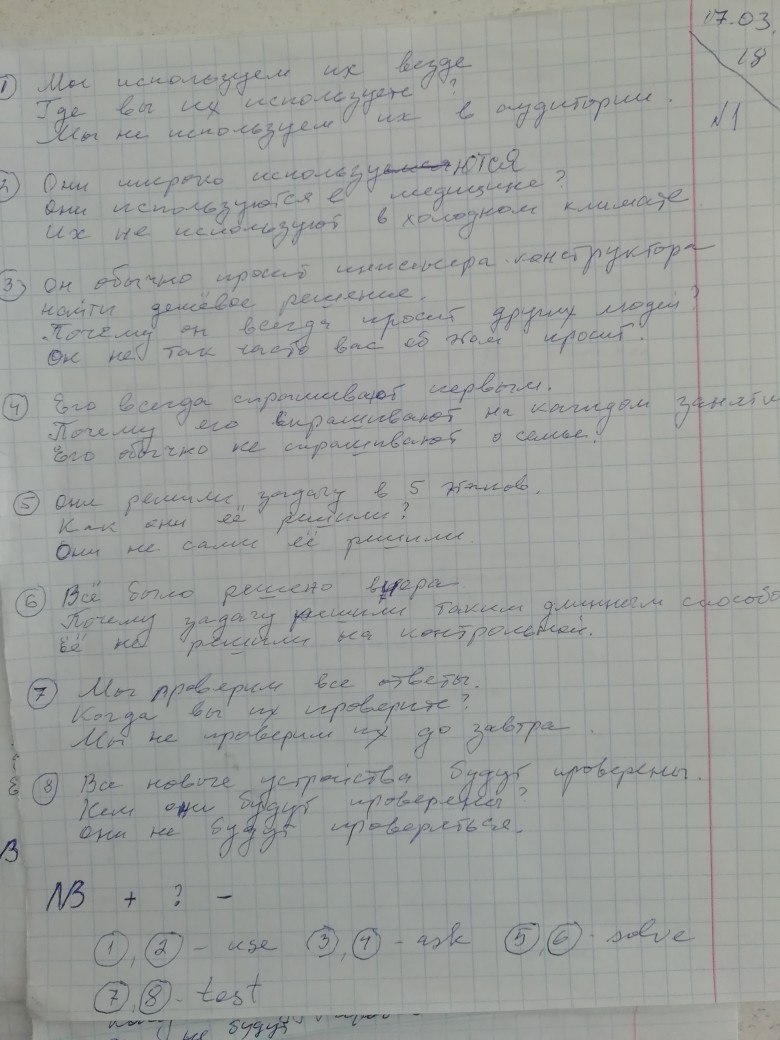 17.03.
18
№1
1 Мы используем их везде
Где вы их используете?
Мы не используем их в аудитории.
2 Они широко используются
Они используются в медицине?
Их не используют в холодном климате.
3 Он обычно просит инженера-конструктора
найти дешёвое решение.
Почему он всегда просит других людей?
Он не так часто вас об этом просит.
4 Его всегда спрашивают первым.
Почему его спрашивают на каждом заняти
Его обычно не спрашивают о семье.
5 Они решили задачу в 5 этапов.
Как они её решили?
Они не сами её решили.
6 Всё было решено вчера.
Почему задачу решили таким длинным способо
Её не решили на контрольной.
7 Мы проверим все ответы.
Когда вы их проверите?
Мы не проверим их до завтра.
8 Все новые устройства будут проверены.
Кем они будут проверены?
Они не будут проверяться.
В
NB + ? -
1, 2 - use 3, 4 - ask 5, 6 - solve
7, 8 - test
не будут